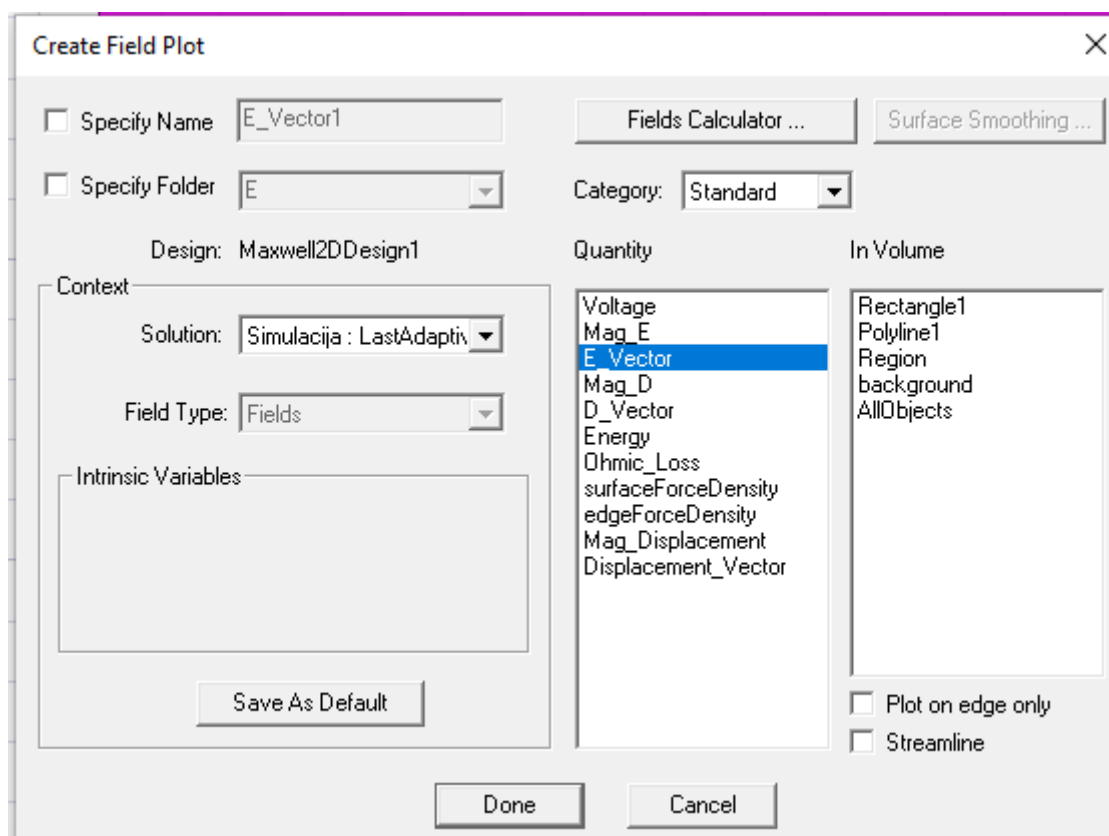 Create Field Plot
Specify Name
E_Vector1
Fields Calculator ...
Surface Smoothing ...
Specify Folder
E
Category:
Standard
Design:
Maxwell2DDesign1
Quantity
In Volume
Context
Solution:
Simulacija : LastAdaptiv
Field Type:
Fields
Intrinsic Variables
Save As Default
Voltage
Mag_E
E_Vector
Mag_D
D_Vector
Energy
Ohmic_Loss
surfaceForceDensity
edgeForceDensity
Mag_Displacement
Displacement_Vector
Rectangle1
Polyline1
Region
background
AllObjects
Plot on edge only
Streamline
Done
Cancel